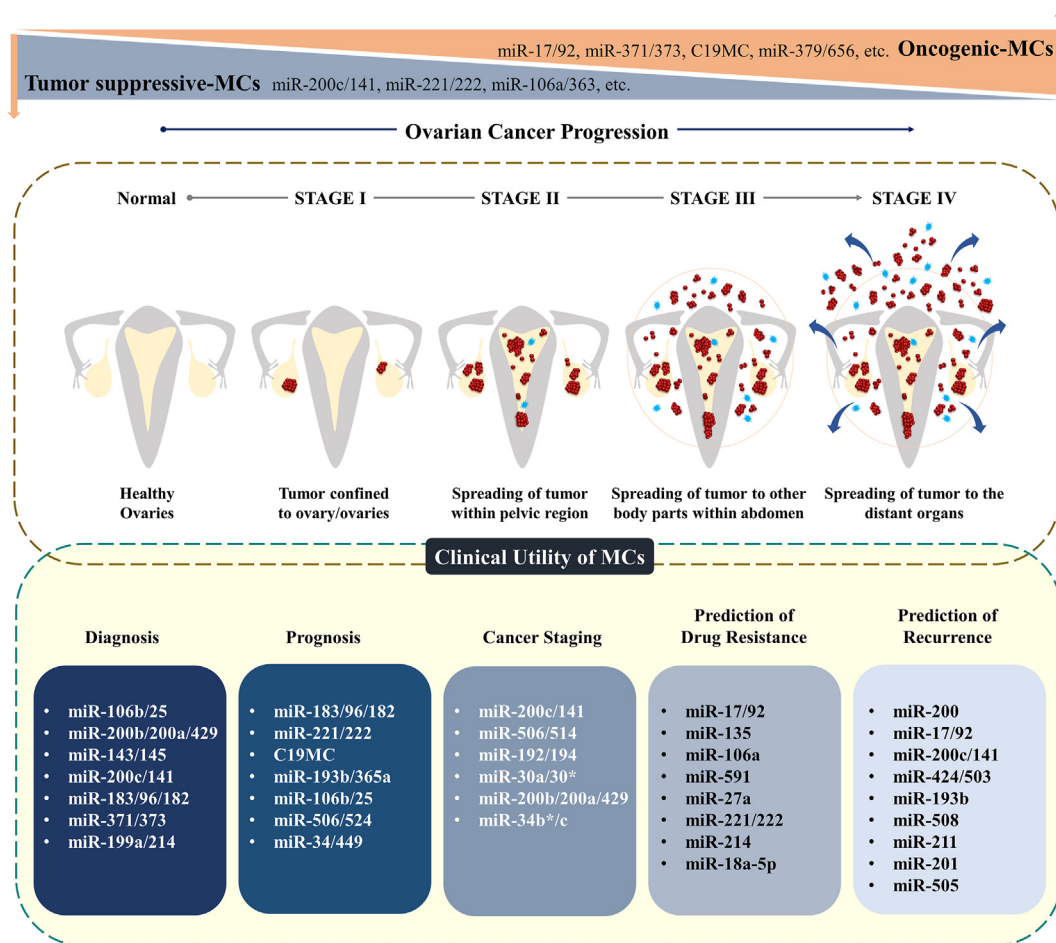 miR-17/92, miR-371/373, C19MC, miR-379/656, etc. Oncogenic-MCs
Tumor suppressive-MCs miR-200c/141, miR-221/222, miR-106a/363, etc.
Ovarian Cancer Progression
Normal STAGE I STAGE II STAGE III STAGE IV
Healthy
Ovaries
Tumor confined
to ovary/ovaries
Spreading of tumor
within pelvic region
Spreading of tumor to other
body parts within abdomen
Spreading of tumor to the
distant organs
Clinical Utility of MCs
Diagnosis
• miR-106b/25
• miR-200b/200a/429
• miR-143/145
• miR-200c/141
• miR-183/96/182
• miR-371/373
• miR-199a/214
Prognosis
• miR-183/96/182
• miR-221/222
• C19MC
• miR-193b/365a
• miR-106b/25
• miR-506/524
• miR-34/449
Cancer Staging
• miR-200c/141
• miR-506/514
• miR-192/194
• miR-30a/30*
• miR-200b/200a/429
• miR-34b*/c
Prediction of
Drug Resistance
• miR-17/92
• miR-135
• miR-106a
• miR-591
• miR-27a
• miR-221/222
• miR-214
• miR-18a-5p
Prediction of
Recurrence
• miR-200
• miR-17/92
• miR-200c/141
• miR-424/503
• miR-193b
• miR-508
• miR-211
• miR-201
• miR-505